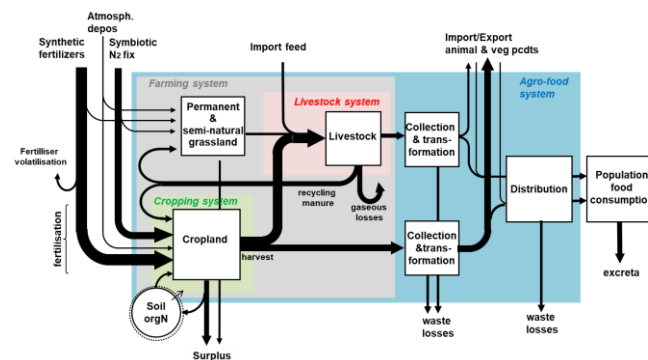 Atmosph.
depos
Synthetic
fertilizers
Symbiotic
N2 fix
Import feed
Import/Export
animal & veg pcdts
Farming system
Livestock system
Agro-food
system
Permanent
&
semi-natural
grassland
Livestock
Collection
& trans-
formation
Fertiliser
volatilisation
recycling
manure
gaseous
losses
Distribution
Population
food
consumption
Cropping system
fertilisation
Cropland
harvest
Collection
&trans-
formation
Soil
orgN
waste
losses
waste
losses
excreta
Surplus